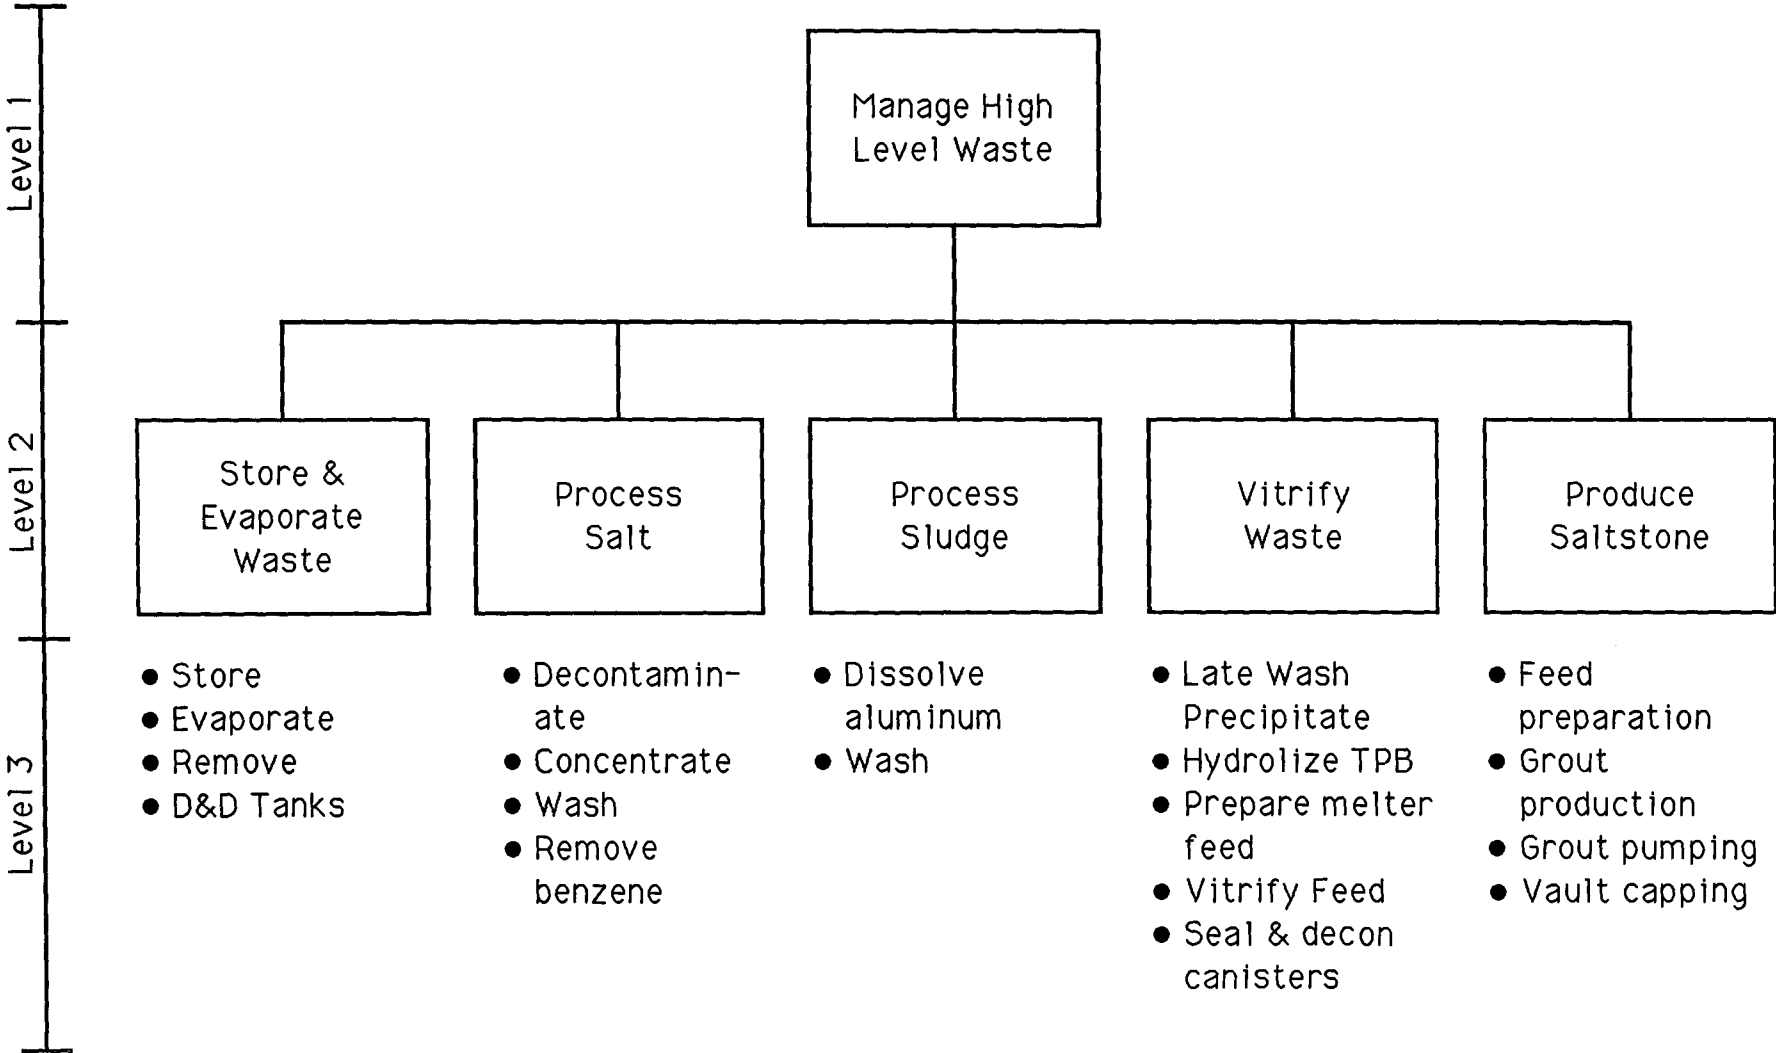 Level 1
Manage High
Level Waste
Level 2
Store &
Evaporate
Waste
Process
Salt
Process
Sludge
Vitrify
Waste
Produce
Saltstone
Level 3
● Store
● Evaporate
● Remove
● D&D Tanks
● Decontamin-
ate
● Concentrate
● Wash
● Remove
benzene
● Dissolve
aluminum
● Wash
● Late Wash
Precipitate
● Hydrolize TPB
● Prepare melter
feed
● Vitrify Feed
● Seal & decon
canisters
● Feed
preparation
● Grout
production
● Grout pumping
● Vault capping